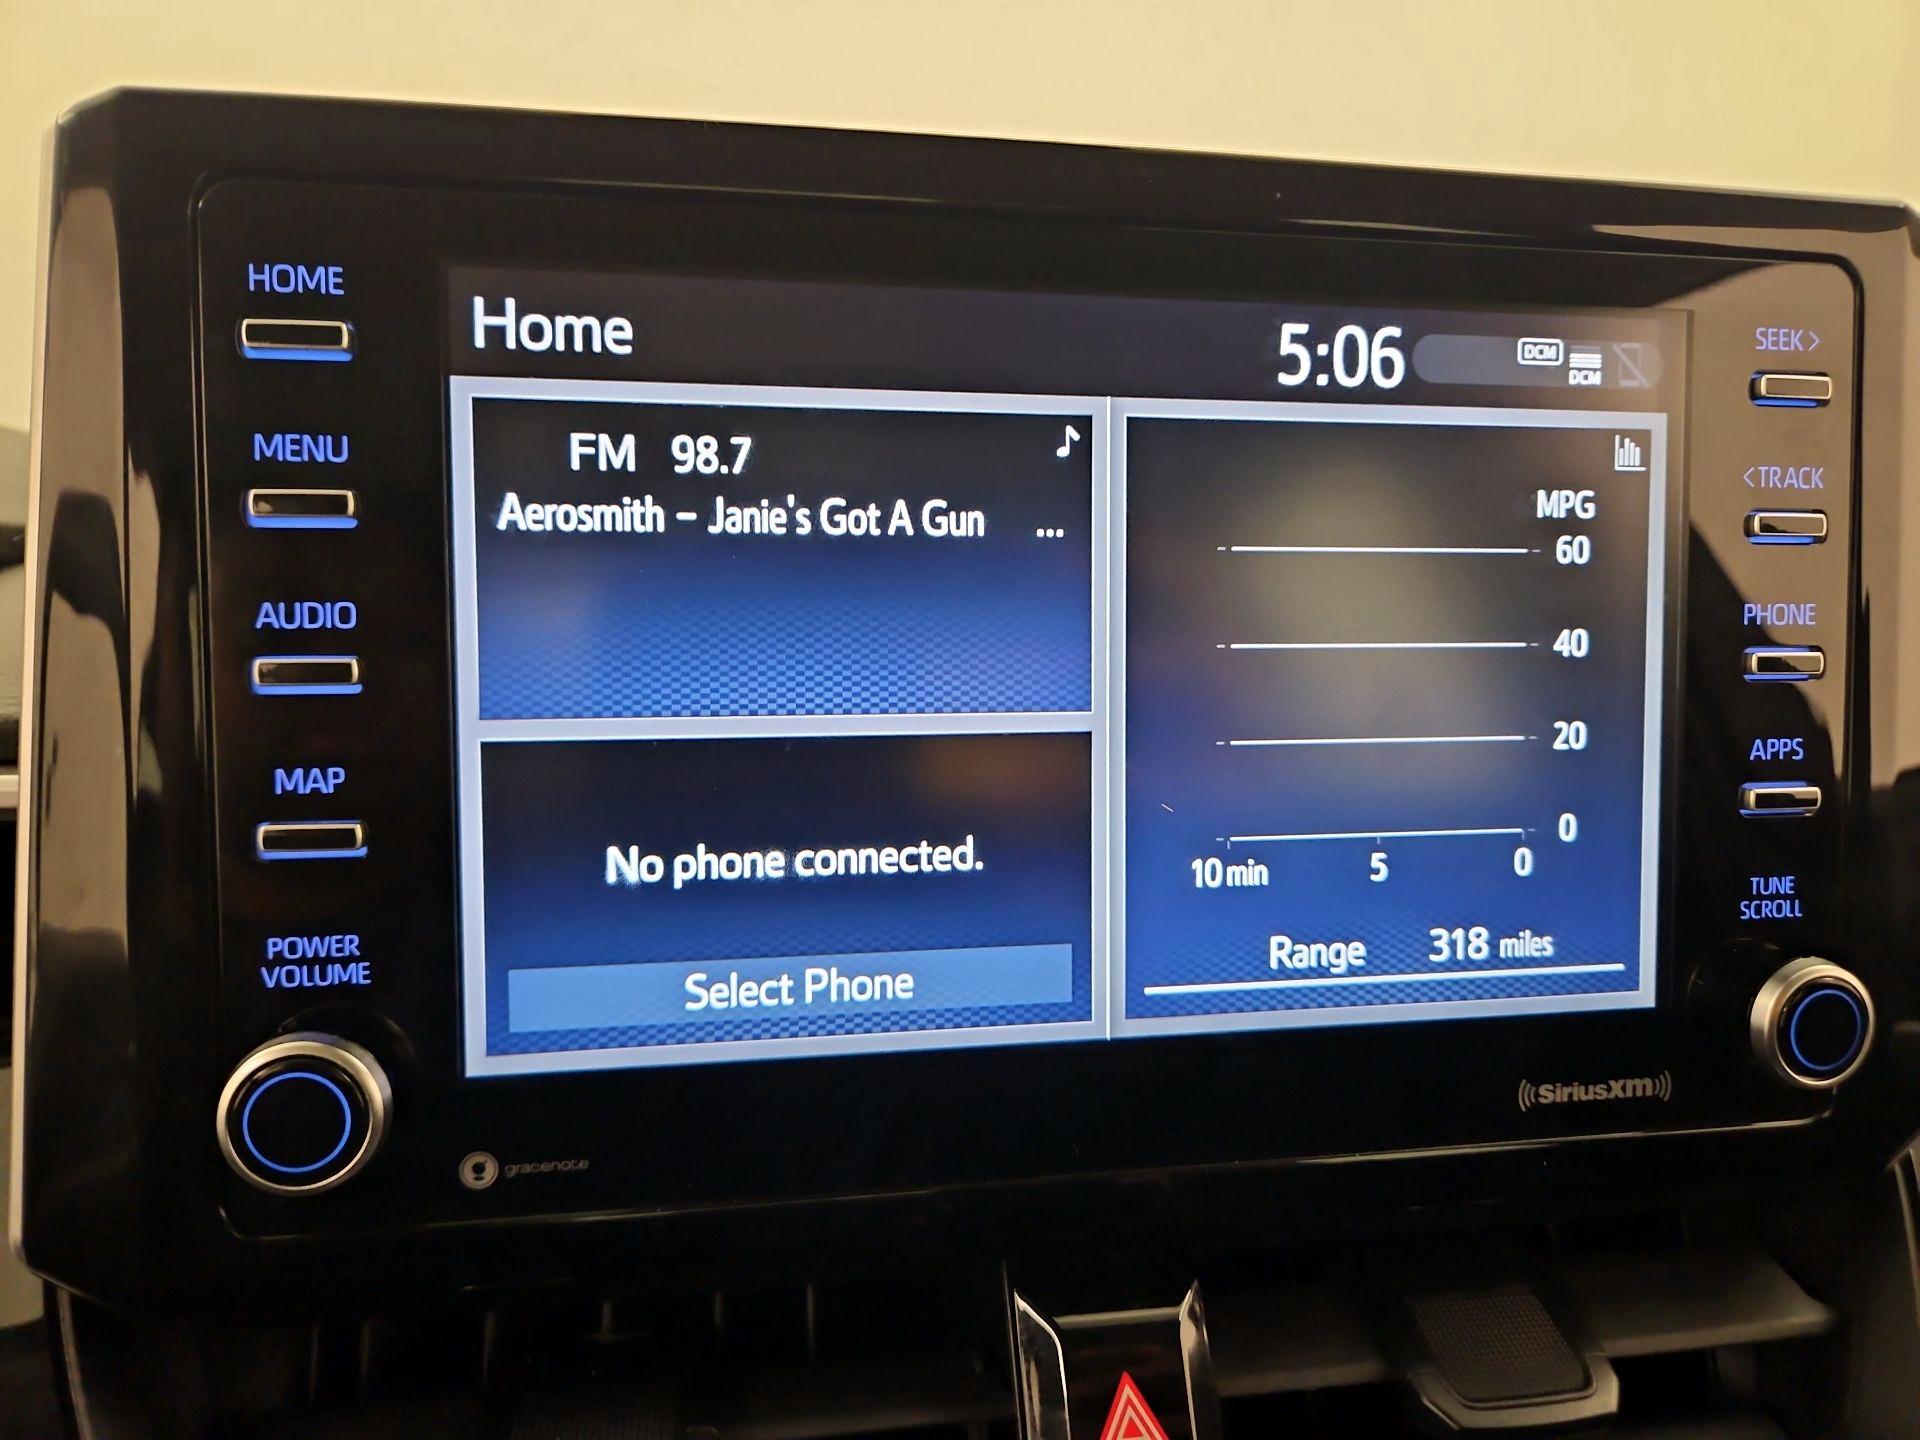 HOME
MENU
AUDIO
MAP
POWER
VOLUME
Home
5:06
DCM
DCM
FM 98.7
Aerosmith – Janie's Got A Gun ...
No phone connected.
Select Phone
MPG
60
40
20
0
10 min 5 0
Range 318 miles
SEEK >
< TRACK
PHONE
APPS
TUNE
SCROLL
gracenote
SiriusXM